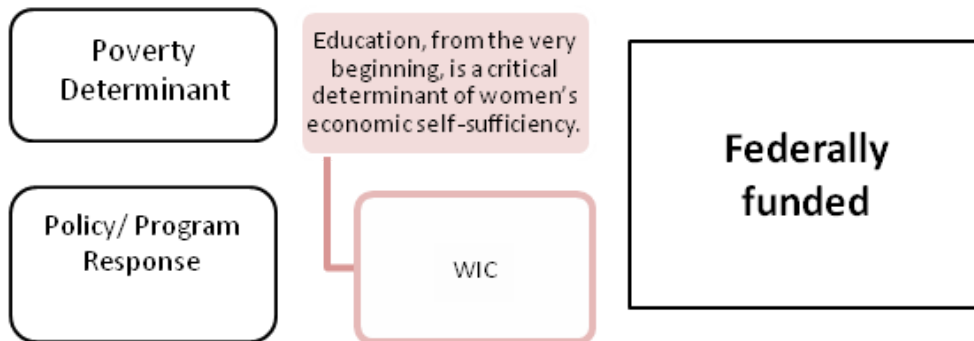 Poverty
Determinant
Education, from the very
beginning, is a critical
determinant of women's
economic self-sufficiency.
Federally
funded
Policy/ Program
Response
WIC